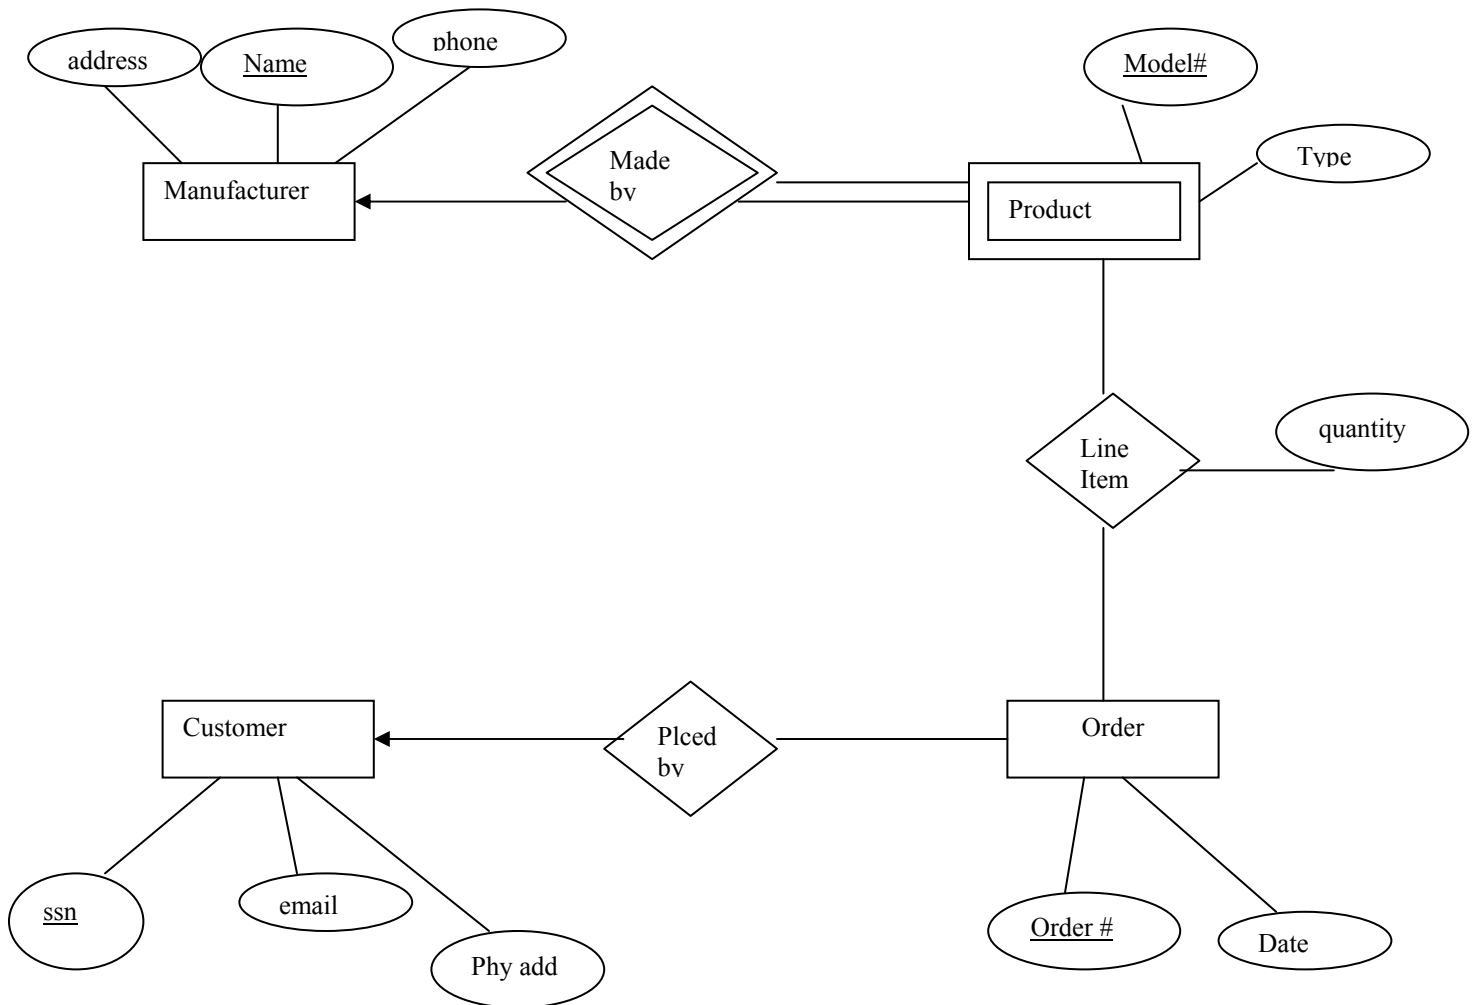 address
Name
phone
Model#
Type
Manufacturer
Made
by
Product
Line
Item
quantity
Customer
Plced
by
Order
ssn
email
Phy add
Order #
Date